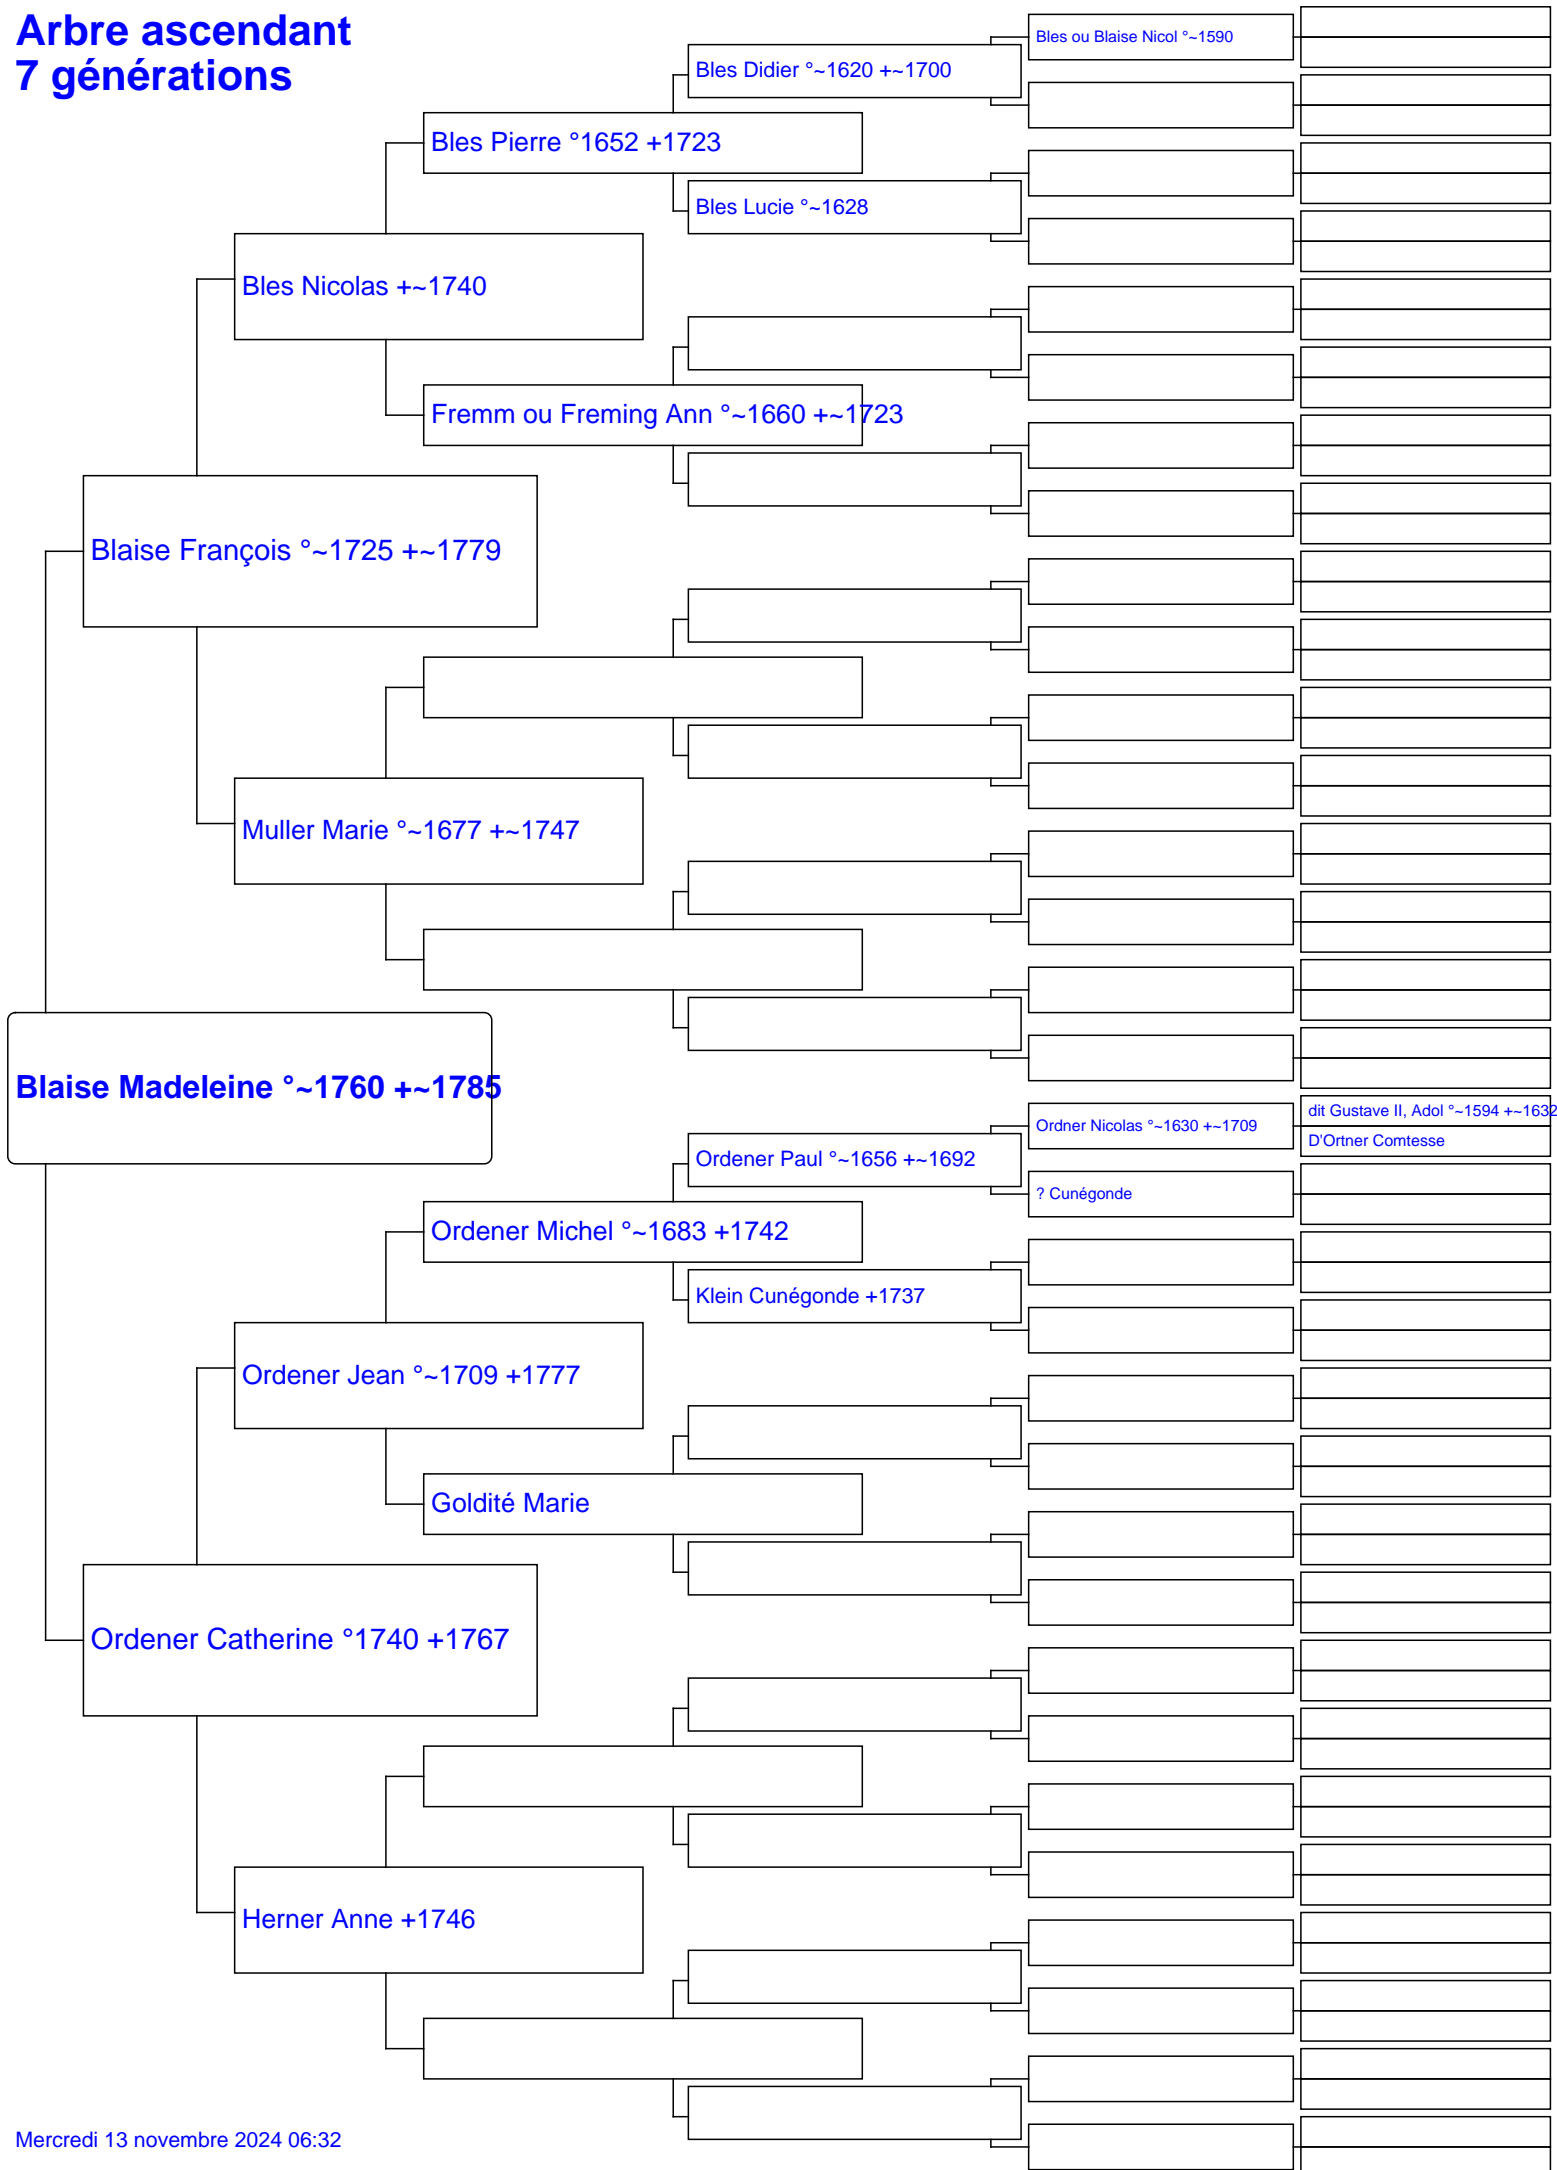 Arbre ascendant
7 générations
Bles ou Blaise Nicol °~1590
Bles Didier °~1620 +~1700
Bles Pierre °1652 +1723
Bles Lucie °~1628
Bles Nicolas +~1740
Fremm ou Freming Ann °~1660 +~1723
Blaise François °~1725 +~1779
Muller Marie °~1677 +~1747
Blaise Madeleine °~1760 +~1785
dit Gustave II, Adol °~1594 +~1632
Ordner Nicolas °~1630 +~1709
D'Ortner Comtesse
Ordener Paul °~1656 +~1692
? Cunégonde
Ordener Michel °~1683 +1742
Klein Cunégonde +1737
Ordener Jean °~1709 +1777
Goldité Marie
Ordener Catherine °1740 +1767
Herner Anne +1746
Mercredi 13 novembre 2024 06:32